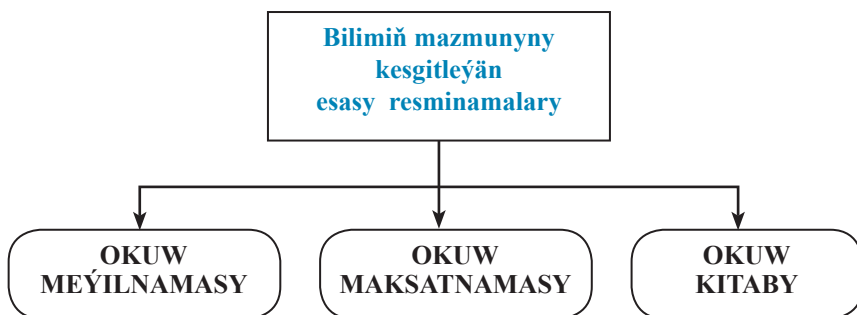 Bilimiň mazmunyny
kesgitleýän
esasy resminamalary
OKUW
MEÝILNAMASY
OKUW
MAKSATNAMASY
OKUW
KITABY